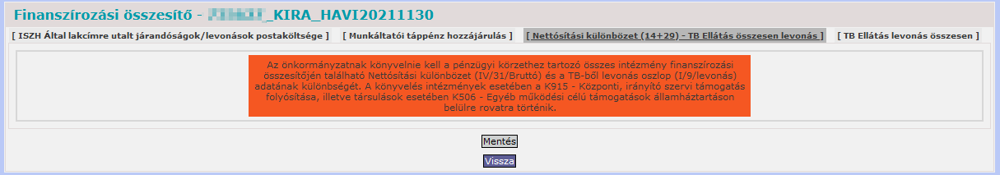 Finanszírozási összesítő - _KIRA_HAVI20211130
[ ISZH Által lakcímre utalt járandóságok/levonások postaköltsége ] [ Munkáltatói táppénz hozzájárulás ] [ Nettósítási különbözet (14+29) - TB Ellátás összesen levonás ] [ TB Ellátás levonás összesen ]
Az önkormányzatnak könyvelnie kell a pénzügyi körzethez tartozó összes intézmény finanszírozási
összesítőjén található Nettósítási különbözet (IV/31/Bruttó) és a TB-ből levonás oszlop (I/9/levonás)
adatának különbségét. A könyvelés intézmények esetében a K915 - Központi, irányító szervi támogatás
folyósítása, illetve társulások esetében K506 - Egyéb működési célú támogatások államháztartáson
belülre rovatra történik.
Mentés
Vissza